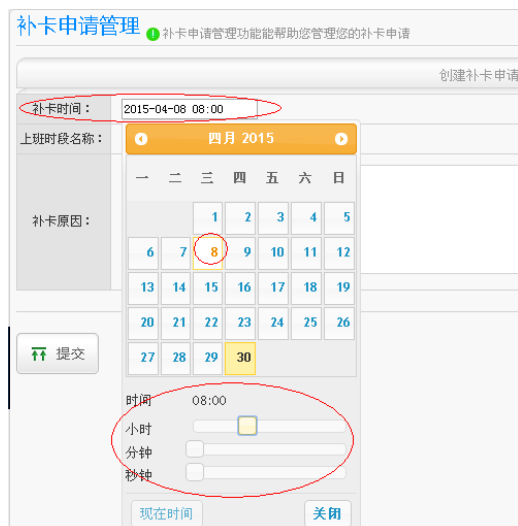 补卡申请管理 补卡申请管理功能能帮助您管理您的补卡申请
创建补卡申请
补卡时间： 2015-04-08 08:00
上班时段名称：
四月 2015
一 二 三 四 五 六 日
1 2 3 4 5
补卡原因：
6 7 8 9 10 11 12
13 14 15 16 17 18 19
20 21 22 23 24 25 26
27 28 29 30
提交
时间 08:00
小时
分钟
秒钟
现在时间 关闭